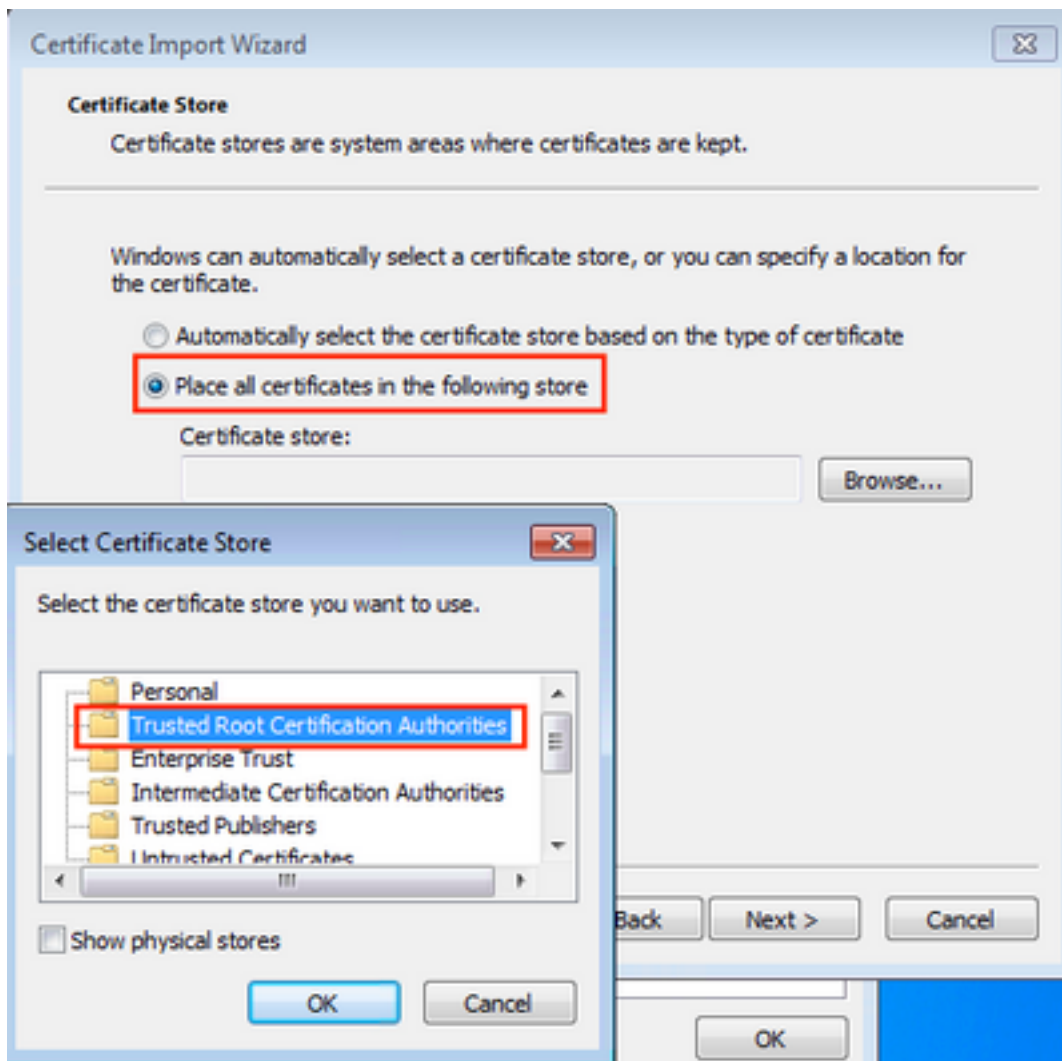 Certificate Import Wizard
Certificate Store
Certificate stores are system areas where certificates are kept.
Windows can automatically select a certificate store, or you can specify a location for
the certificate.
Automatically select the certificate store based on the type of certificate
Place all certificates in the following store
Certificate store:
Browse...
Select Certificate Store
Select the certificate store you want to use.
Personal
Trusted Root Certification Authorities
Enterprise Trust
Intermediate Certification Authorities
Trusted Publishers
Untrusted Certificates
Show physical stores
OK
Cancel
Back
Next >
Cancel
OK